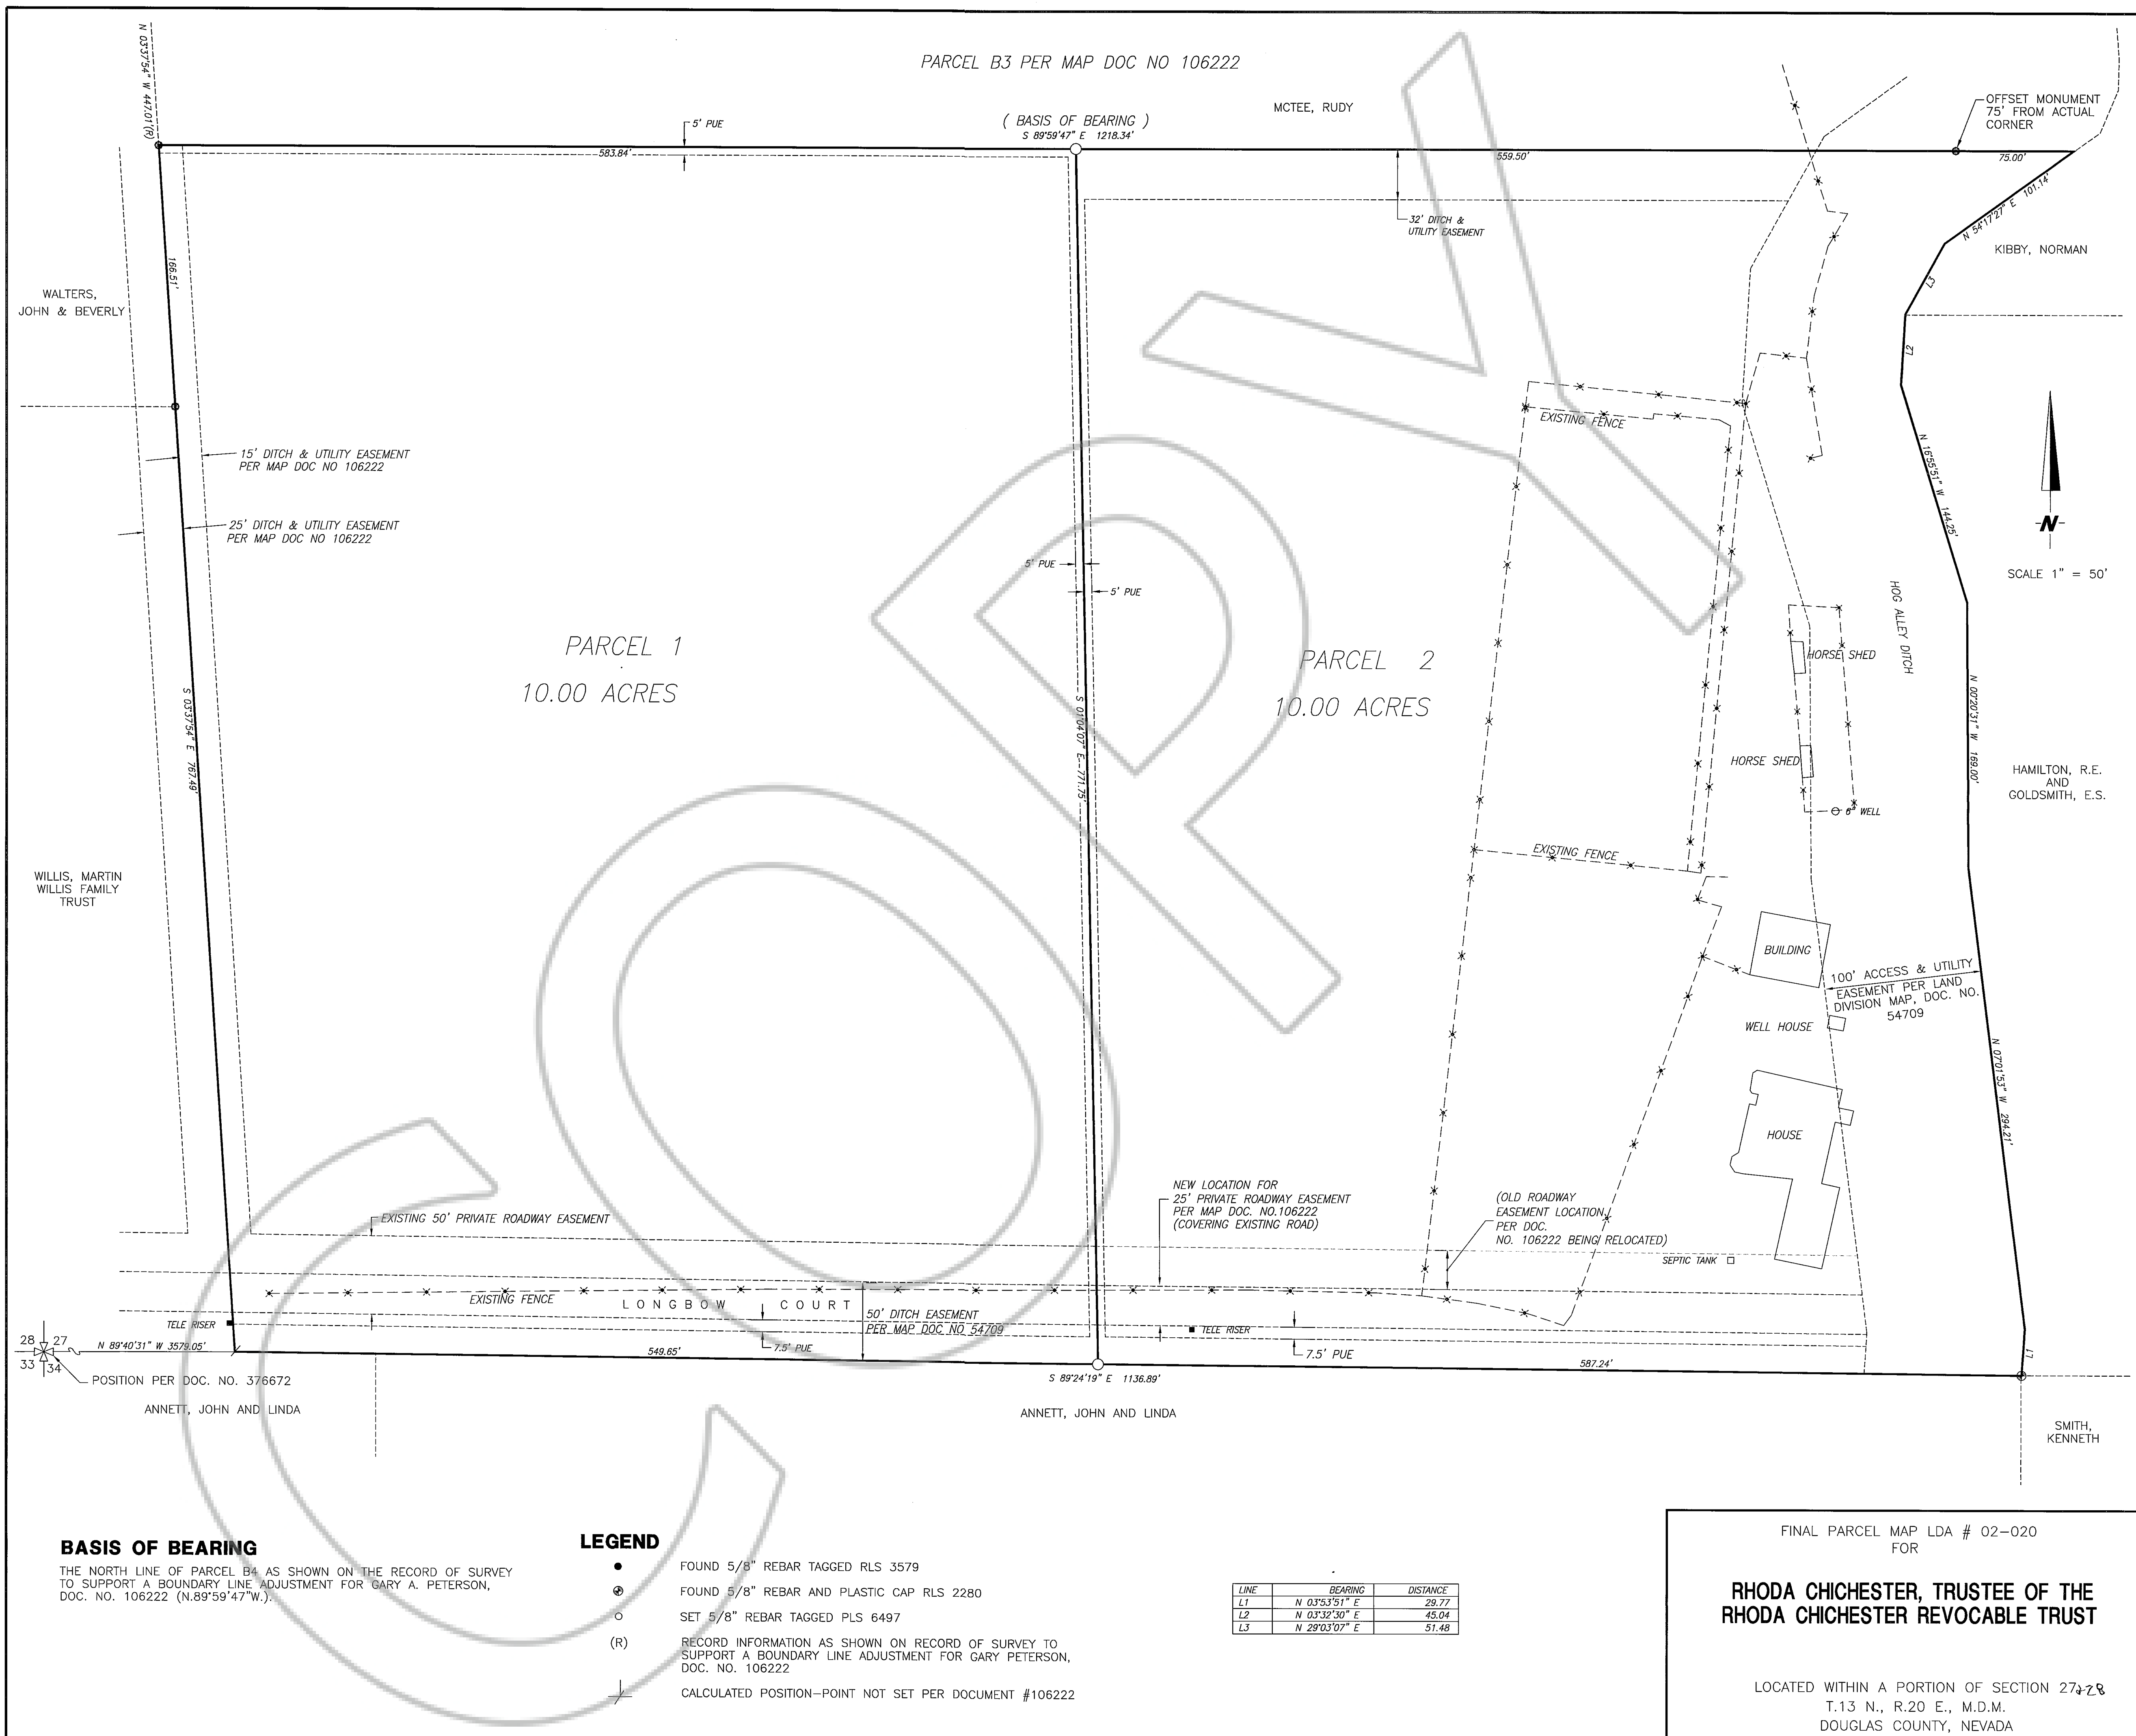 PARCEL B3 PER MAP DOC NO 106222
N 03°37'54" W 447.01'(R)
5' PUE
( BASIS OF BEARING )
S 89°59'47" E 1218.34'
MCTEE, RUDY
OFFSET MONUMENT
75' FROM ACTUAL
CORNER
583.84'
559.50'
75.00'
N 54°17'27" E 101.14'
32' DITCH &
UTILITY EASEMENT
KIBBY, NORMAN
166.51'
WALTERS,
JOHN & BEVERLY
L3
L2
EXISTING FENCE
15' DITCH & UTILITY EASEMENT
PER MAP DOC NO 106222
N 16°55'51" W 144.25'
25' DITCH & UTILITY EASEMENT
PER MAP DOC NO 106222
N
SCALE 1" = 50'
5' PUE
5' PUE
HOG ALLEY DITCH
PARCEL 1
10.00 ACRES
PARCEL 2
10.00 ACRES
HORSE SHED
S 03°37'54" E 767.49'
S 01°04'07" E 771.75'
N 00°20'31" W 169.00'
HORSE SHED
HAMILTON, R.E.
AND
GOLDSMITH, E.S.
6" WELL
EXISTING FENCE
WILLIS, MARTIN
WILLIS FAMILY
TRUST
BUILDING
100' ACCESS & UTILITY
EASEMENT PER LAND
DIVISION MAP, DOC. NO.
54709
WELL HOUSE
N 07°01'53" W 294.21'
HOUSE
NEW LOCATION FOR
25' PRIVATE ROADWAY EASEMENT
PER MAP DOC. NO.106222
(COVERING EXISTING ROAD)
(OLD ROADWAY
EASEMENT LOCATION
PER DOC.
NO. 106222 BEING RELOCATED)
EXISTING 50' PRIVATE ROADWAY EASEMENT
SEPTIC TANK
EXISTING FENCE
LONGBOW COURT
50' DITCH EASEMENT
PER MAP DOC NO 54709
TELE RISER
TELE RISER
28 27
33 34
N 89°40'31" W 3579.05'
549.65'
7.5' PUE
7.5' PUE
587.24'
L1
POSITION PER DOC. NO. 376672
S 89°24'19" E 1136.89'
ANNETT, JOHN AND LINDA
ANNETT, JOHN AND LINDA
SMITH,
KENNETH
COPY
BASIS OF BEARING
THE NORTH LINE OF PARCEL B4 AS SHOWN ON THE RECORD OF SURVEY
TO SUPPORT A BOUNDARY LINE ADJUSTMENT FOR GARY A. PETERSON,
DOC. NO. 106222 (N.89°59'47"W.).
LEGEND
FOUND 5/8" REBAR TAGGED RLS 3579
FOUND 5/8" REBAR AND PLASTIC CAP RLS 2280
SET 5/8" REBAR TAGGED PLS 6497
(R) RECORD INFORMATION AS SHOWN ON RECORD OF SURVEY TO
SUPPORT A BOUNDARY LINE ADJUSTMENT FOR GARY PETERSON,
DOC. NO. 106222
CALCULATED POSITION-POINT NOT SET PER DOCUMENT #106222
LINE BEARING DISTANCE
L1 N 03°53'51" E 29.77
L2 N 03°32'30" E 45.04
L3 N 29°03'07" E 51.48
FINAL PARCEL MAP LDA # 02-020
FOR
RHODA CHICHESTER, TRUSTEE OF THE
RHODA CHICHESTER REVOCABLE TRUST
LOCATED WITHIN A PORTION OF SECTION 27&28
T.13 N., R.20 E., M.D.M.
DOUGLAS COUNTY, NEVADA